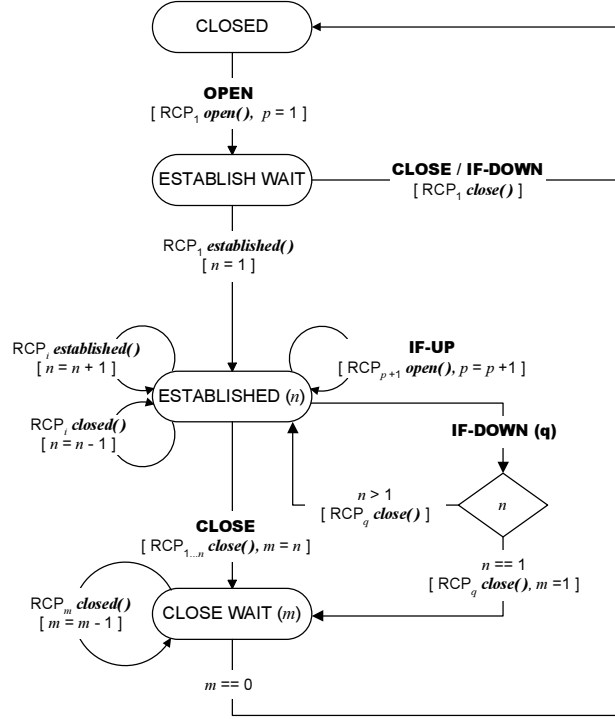 CLOSED
OPEN
[ RCP₁ open(), p = 1 ]
ESTABLISH WAIT
CLOSE / IF-DOWN
[ RCP₁ close() ]
RCP₁ established()
[ n = 1 ]
RCPᵢ established()
[ n = n + 1 ]
IF-UP
[ RCPₚ₊₁ open(), p = p +1 ]
ESTABLISHED (n)
RCPᵢ closed()
[ n = n - 1 ]
IF-DOWN (q)
n > 1
[ RCP_q close() ]
n
CLOSE
[ RCP₁...ₙ close(), m = n ]
n == 1
[ RCP_q close(), m =1 ]
RCPₘ closed()
[ m = m - 1 ]
CLOSE WAIT (m)
m == 0